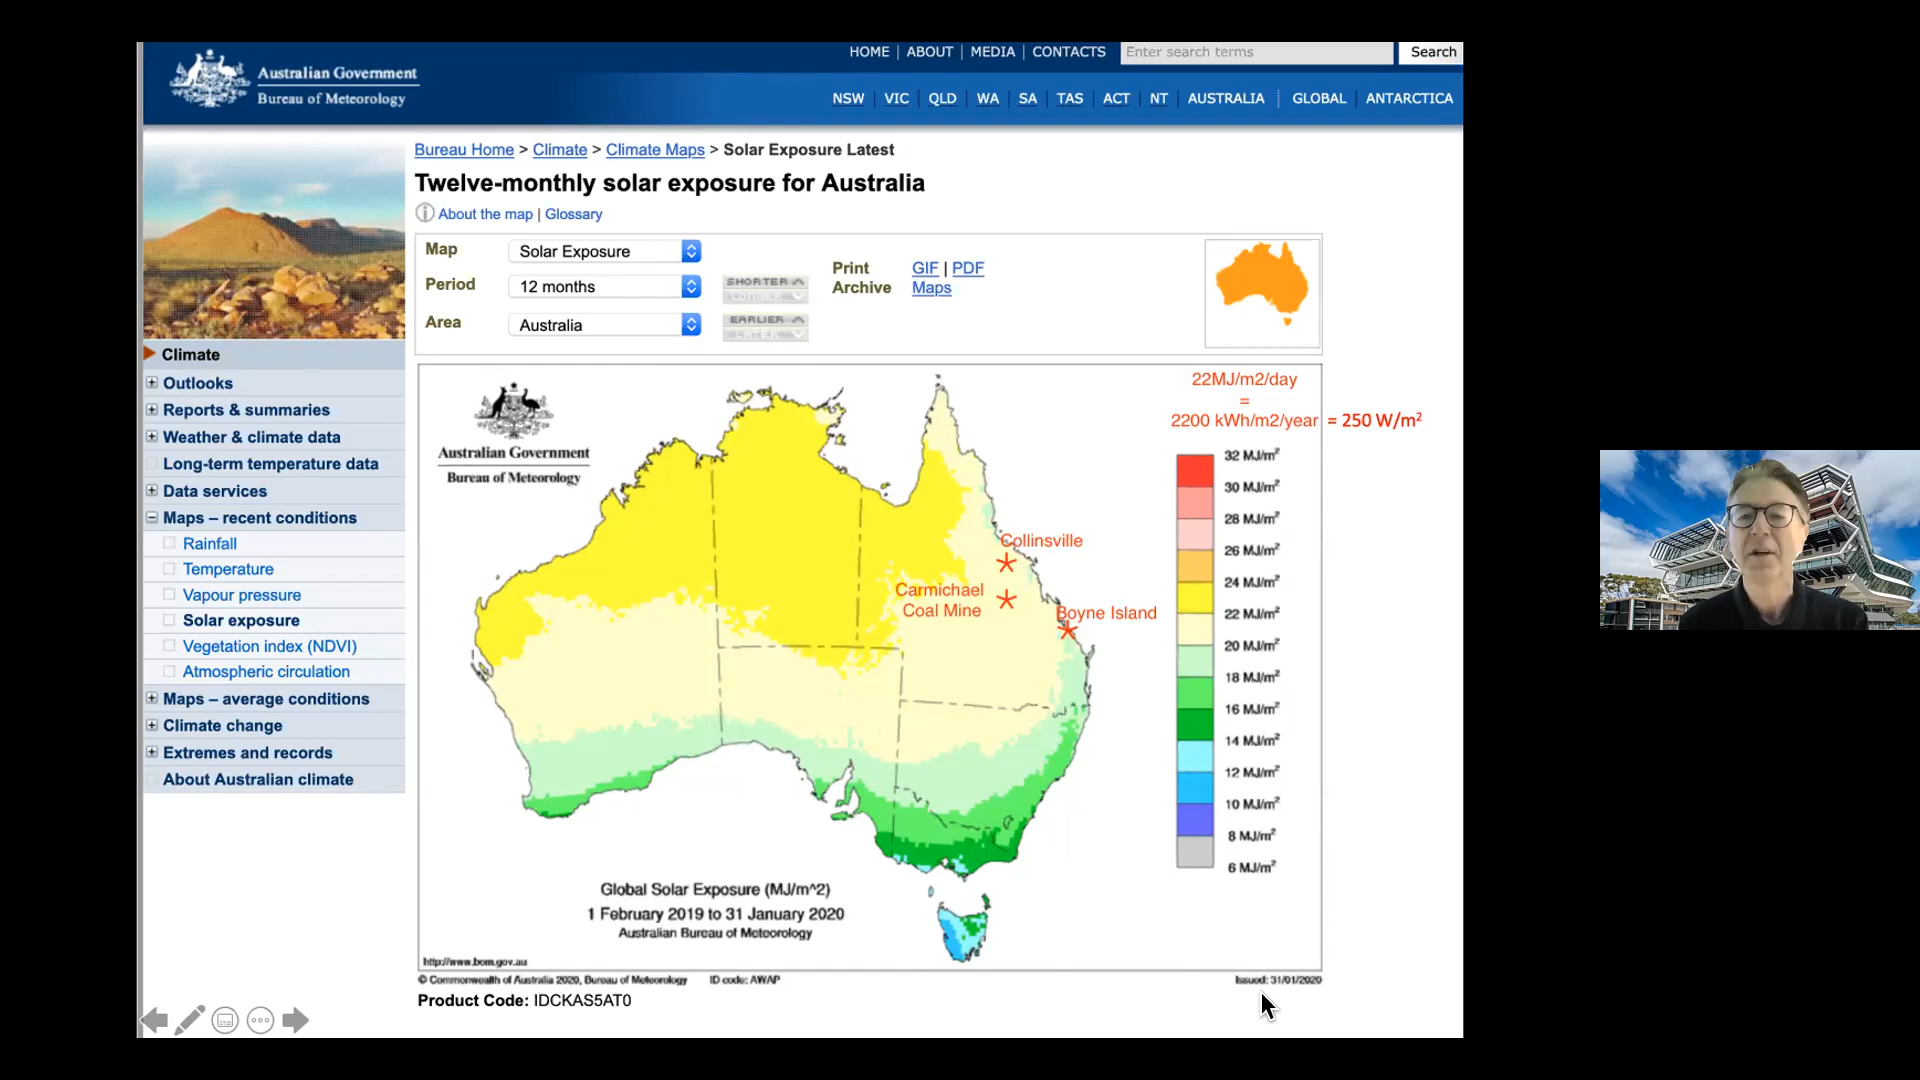 HOME | ABOUT | MEDIA | CONTACTS
Enter search terms
Search
Australian Government
Bureau of Meteorology
NSW | VIC | QLD | WA | SA | TAS | ACT | NT | AUSTRALIA | GLOBAL | ANTARCTICA
Bureau Home > Climate > Climate Maps > Solar Exposure Latest
Twelve-monthly solar exposure for Australia
About the map | Glossary
Map
Solar Exposure
Period
12 months
SHORTER
LONGER
Area
Australia
EARLIER
LATER
Print
GIF | PDF
Archive
Maps
Climate
Outlooks
Reports & summaries
Weather & climate data
Long-term temperature data
Data services
Maps – recent conditions
Rainfall
Temperature
Vapour pressure
Solar exposure
Vegetation index (NDVI)
Atmospheric circulation
Maps – average conditions
Climate change
Extremes and records
About Australian climate
Australian Government
Bureau of Meteorology
22MJ/m2/day
=
2200 kWh/m2/year = 250 W/m²
32 MJ/m²
30 MJ/m²
28 MJ/m²
26 MJ/m²
24 MJ/m²
22 MJ/m²
20 MJ/m²
18 MJ/m²
16 MJ/m²
14 MJ/m²
12 MJ/m²
10 MJ/m²
8 MJ/m²
6 MJ/m²
Collinsville
Carmichael
Coal Mine
Boyne Island
Global Solar Exposure (MJ/m^2)
1 February 2019 to 31 January 2020
Australian Bureau of Meteorology
http://www.bom.gov.au
© Commonwealth of Australia 2020, Bureau of Meteorology
ID code: AWAP
Issued: 31/01/2020
Product Code: IDCKAS5AT0